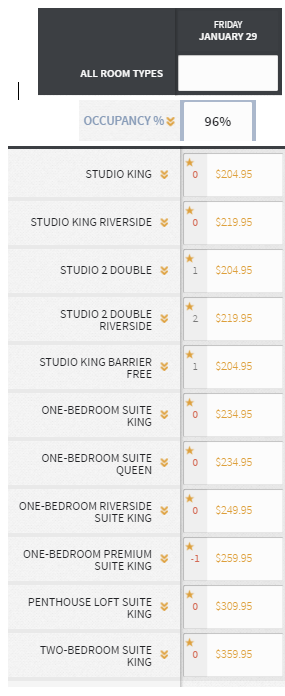 FRIDAY
JANUARY 29
ALL ROOM TYPES
OCCUPANCY % 96%
STUDIO KING 0 $204.95
STUDIO KING RIVERSIDE 0 $219.95
STUDIO 2 DOUBLE 1 $204.95
STUDIO 2 DOUBLE
RIVERSIDE 2 $219.95
STUDIO KING BARRIER
FREE 1 $204.95
ONE-BEDROOM SUITE
KING 0 $234.95
ONE-BEDROOM SUITE
QUEEN 0 $234.95
ONE-BEDROOM RIVERSIDE
SUITE KING 0 $249.95
ONE-BEDROOM PREMIUM
SUITE KING -1 $259.95
PENTHOUSE LOFT SUITE
KING 0 $309.95
TWO-BEDROOM SUITE
KING 0 $359.95